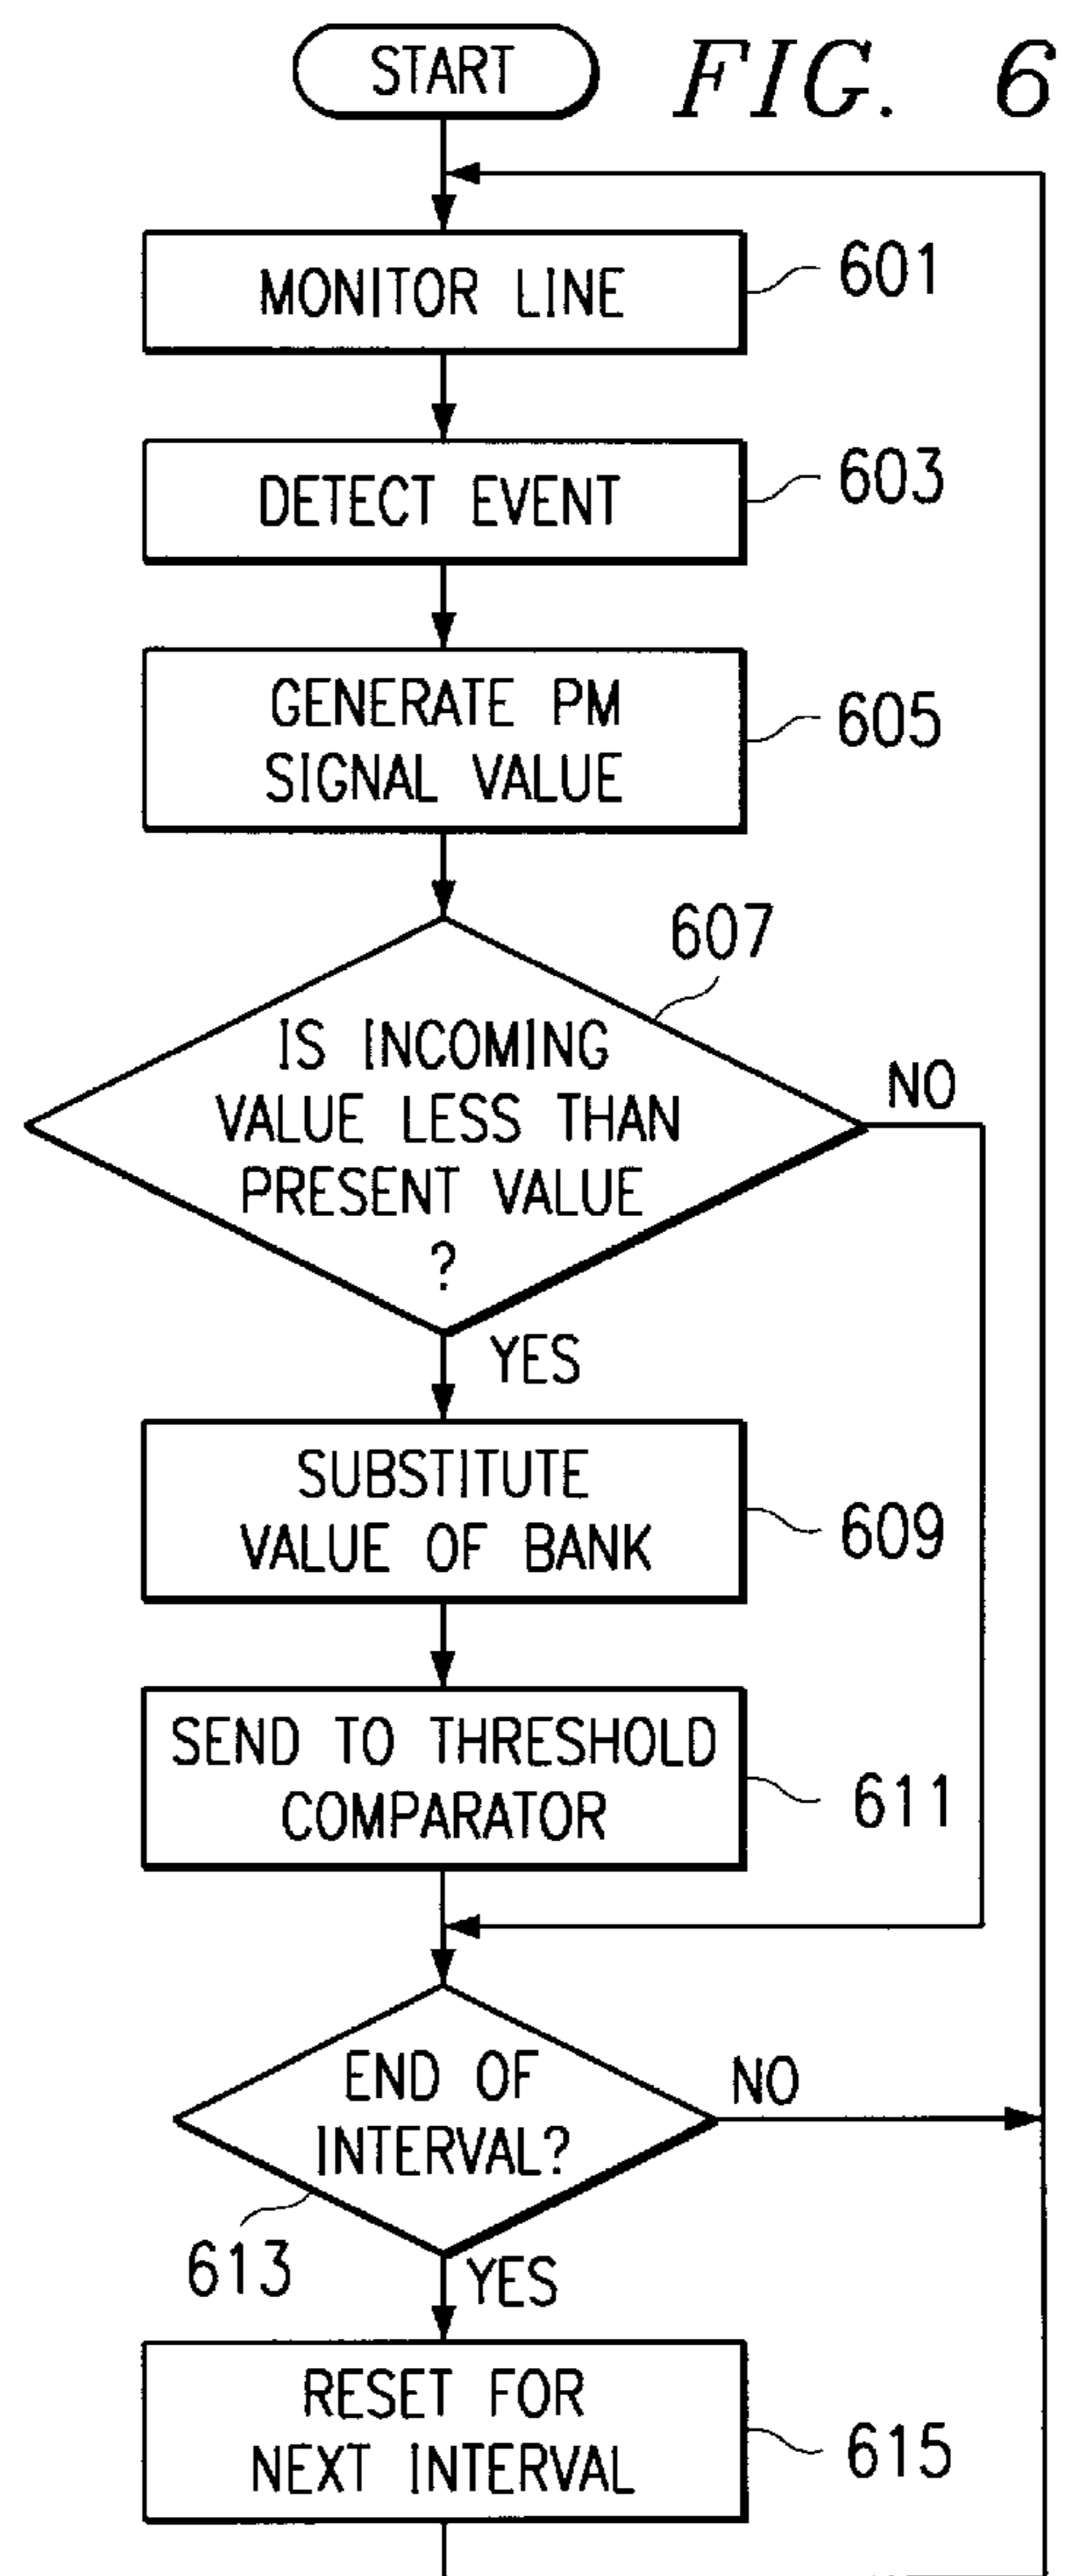 START
FIG. 6
MONITOR LINE
601
DETECT EVENT
603
GENERATE PM
SIGNAL VALUE
605
607
IS INCOMING
VALUE LESS THAN
PRESENT VALUE
?
NO
YES
SUBSTITUTE
VALUE OF BANK
609
SEND TO THRESHOLD
COMPARATOR
611
END OF
INTERVAL?
NO
613
YES
RESET FOR
NEXT INTERVAL
615